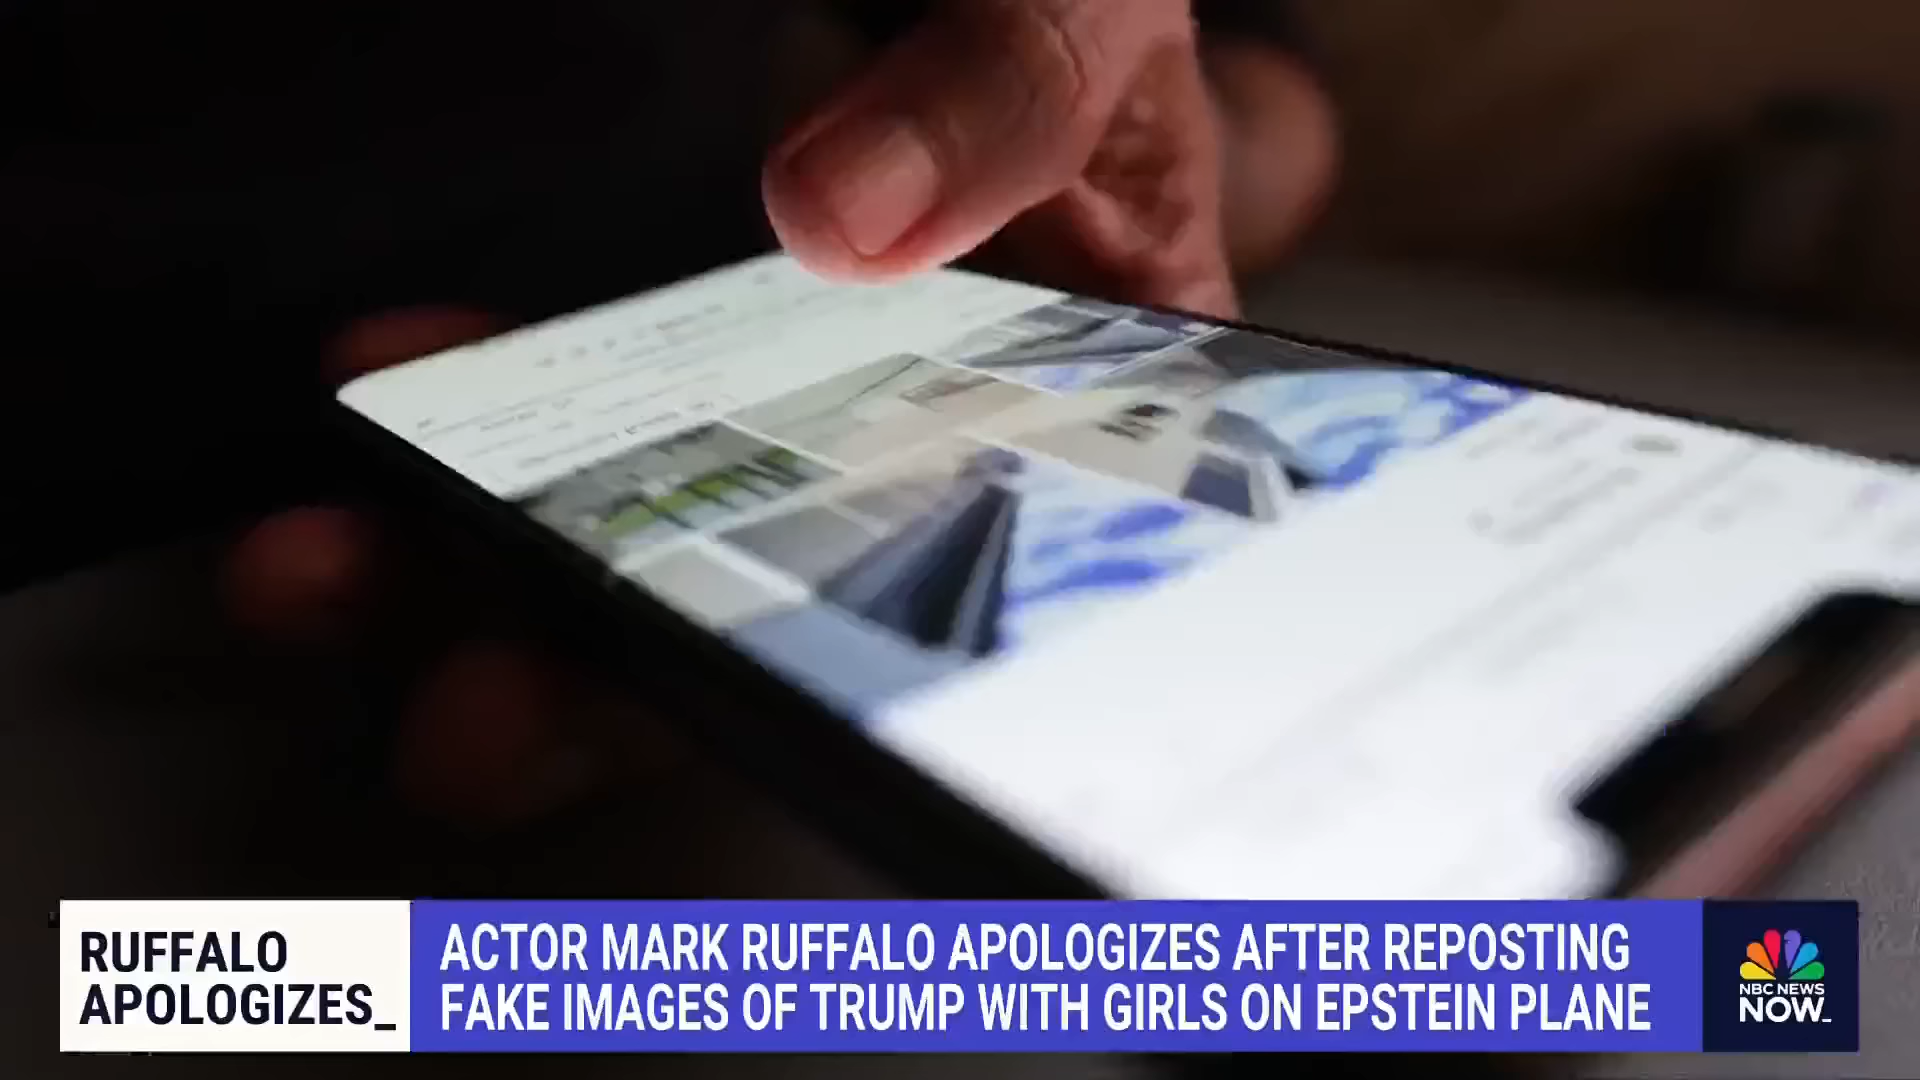 RUFFALO
APOLOGIZES_
ACTOR MARK RUFFALO APOLOGIZES AFTER REPOSTING
FAKE IMAGES OF TRUMP WITH GIRLS ON EPSTEIN PLANE
NBC NEWS
NOW_